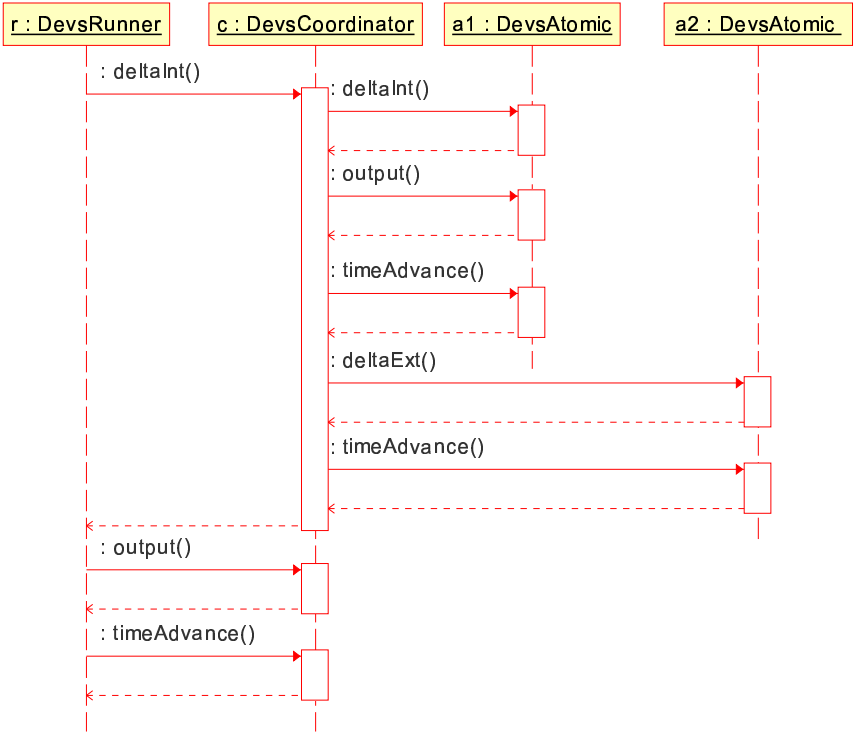 r : DevsRunner
c : DevsCoordinator
a1 : DevsAtomic
a2 : DevsAtomic
: deltaInt()
: deltaInt()
: output()
: timeAdvance()
: deltaExt()
: timeAdvance()
: output()
: timeAdvance()